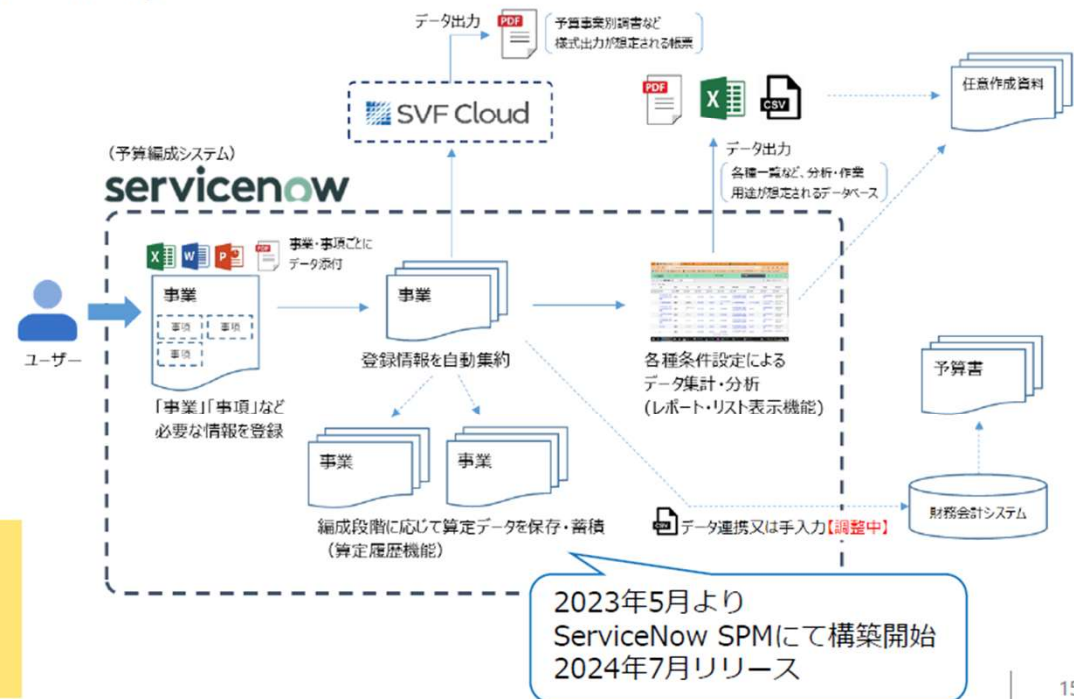 データ出力
PDF
予算事業別調書など
様式出力が想定される帳票
SVF Cloud
PDF
X
CSV
任意作成資料
データ出力
各種一覧など、分析・作業
用途が想定されるデータベース
(予算編成システム)
servicenow
X
W
P
PDF
事業・事項ごとに
データ添付
事業
事項
事項
事項
ユーザー
「事業」「事項」など
必要な情報を登録
事業
登録情報を自動集約
各種条件設定による
データ集計・分析
(レポート・リスト表示機能)
予算書
事業
事業
編成段階に応じて算定データを保存・蓄積
(算定履歴機能)
CSV
データ連携又は手入力【調整中】
財務会計システム
2023年5月より
ServiceNow SPMにて構築開始
2024年7月リリース
15